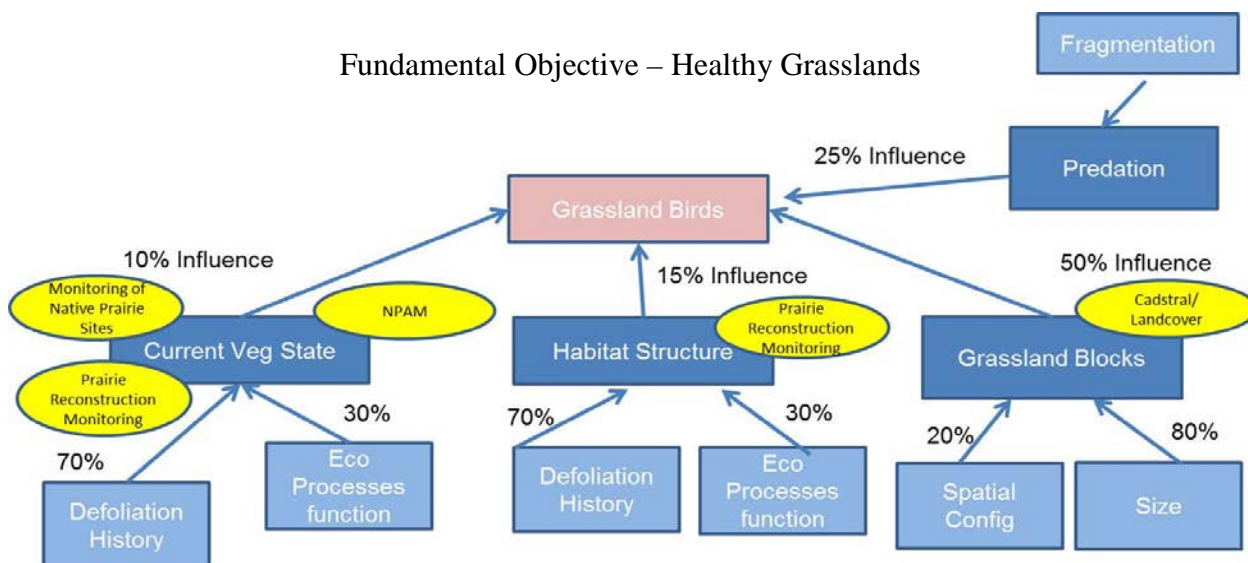 Fragmentation
Fundamental Objective – Healthy Grasslands
25% Influence
Predation
Grassland Birds
10% Influence
15% Influence
50% Influence
Monitoring of
Native Prairie
Sites
NPAM
Prairie
Reconstruction
Monitoring
Cadstral/
Landcover
Current Veg State
Habitat Structure
Grassland Blocks
Prairie
Reconstruction
Monitoring
70%
30%
70%
30%
20%
80%
Defoliation
History
Eco
Processes
function
Defoliation
History
Eco
Processes
function
Spatial
Config
Size